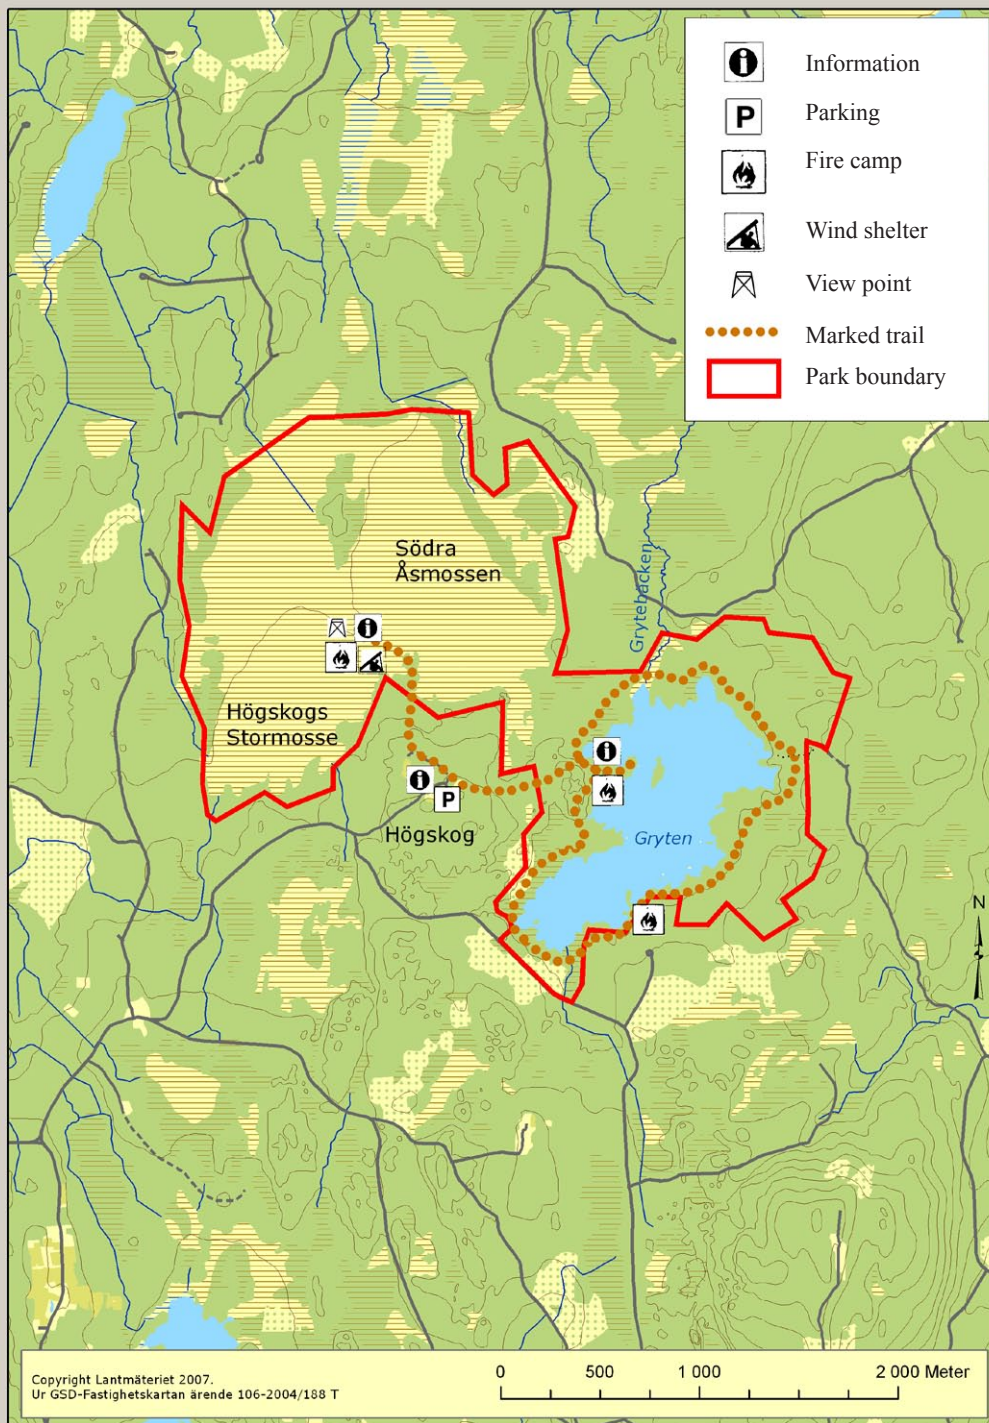 Information
P
Parking
Fire camp
Wind shelter
View point
Marked trail
Park boundary
Södra
Åsmossen
Grytebäcken
Högskogs
Stormosse
P
Högskog
Gryten
N
Copyright Lantmäteriet 2007.
Ur GSD-Fastighetskartan ärende 106-2004/188 T
0 500 1 000 2 000 Meter